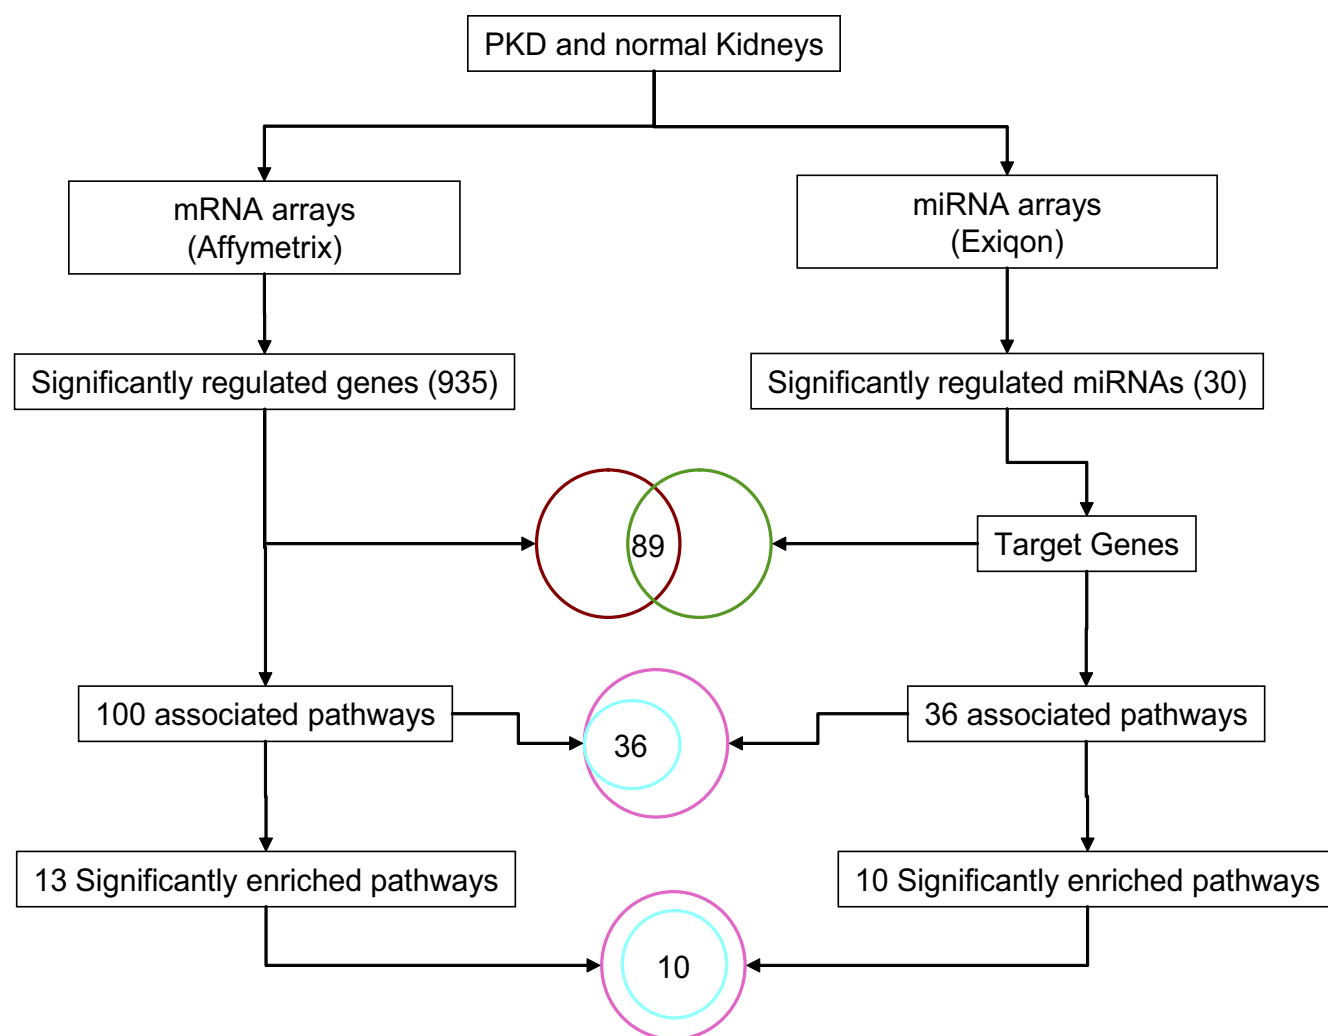 PKD and normal Kidneys
mRNA arrays
(Affymetrix)
miRNA arrays
(Exiqon)
Significantly regulated genes (935)
Significantly regulated miRNAs (30)
89
Target Genes
100 associated pathways
36
36 associated pathways
13 Significantly enriched pathways
10 Significantly enriched pathways
10